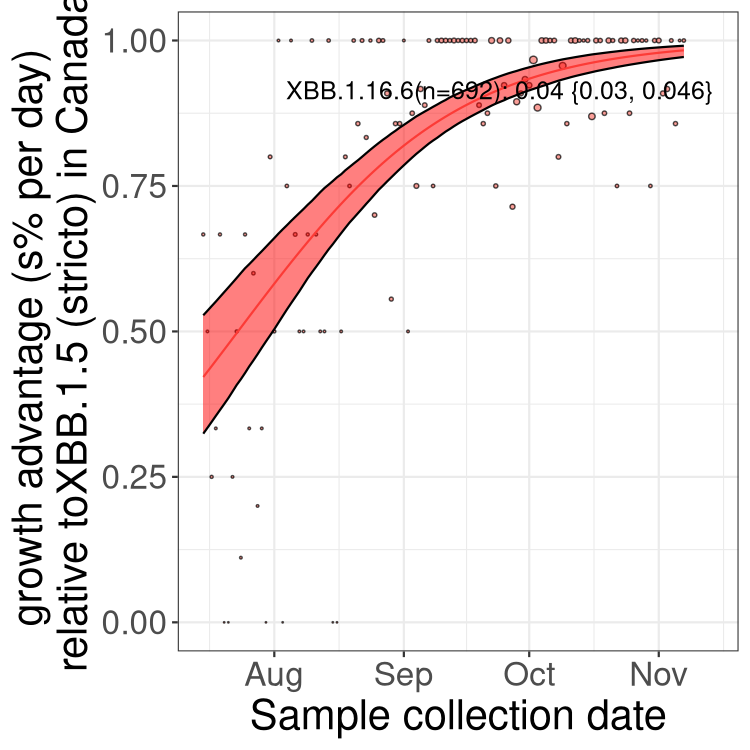 growth advantage (s% per day)
relative toXBB.1.5 (stricto) in Canada
1.00
0.75
0.50
0.25
0.00
XBB.1.16.6(n=692): 0.04 {0.03, 0.046}
Aug Sep Oct Nov
Sample collection date